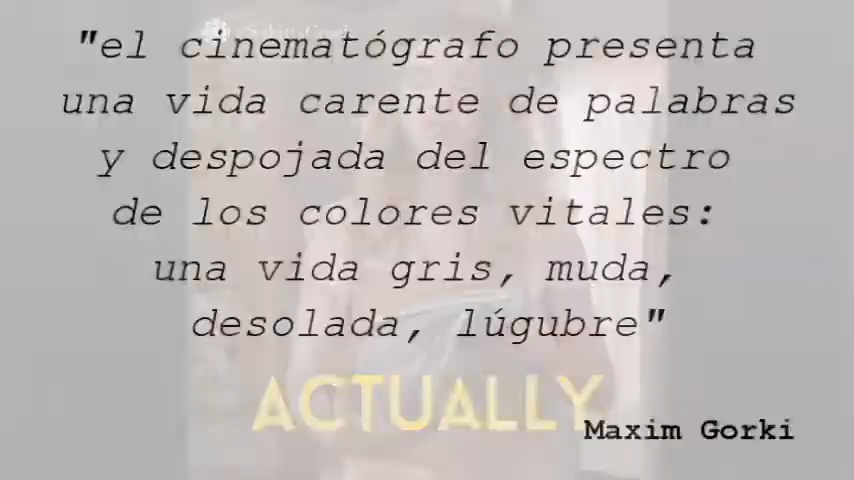 "el cinematógrafo presenta
una vida carente de palabras
y despojada del espectro
de los colores vitales:
una vida gris, muda,
desolada, lúgubre"
ACTUALLY
Maxim Gorki